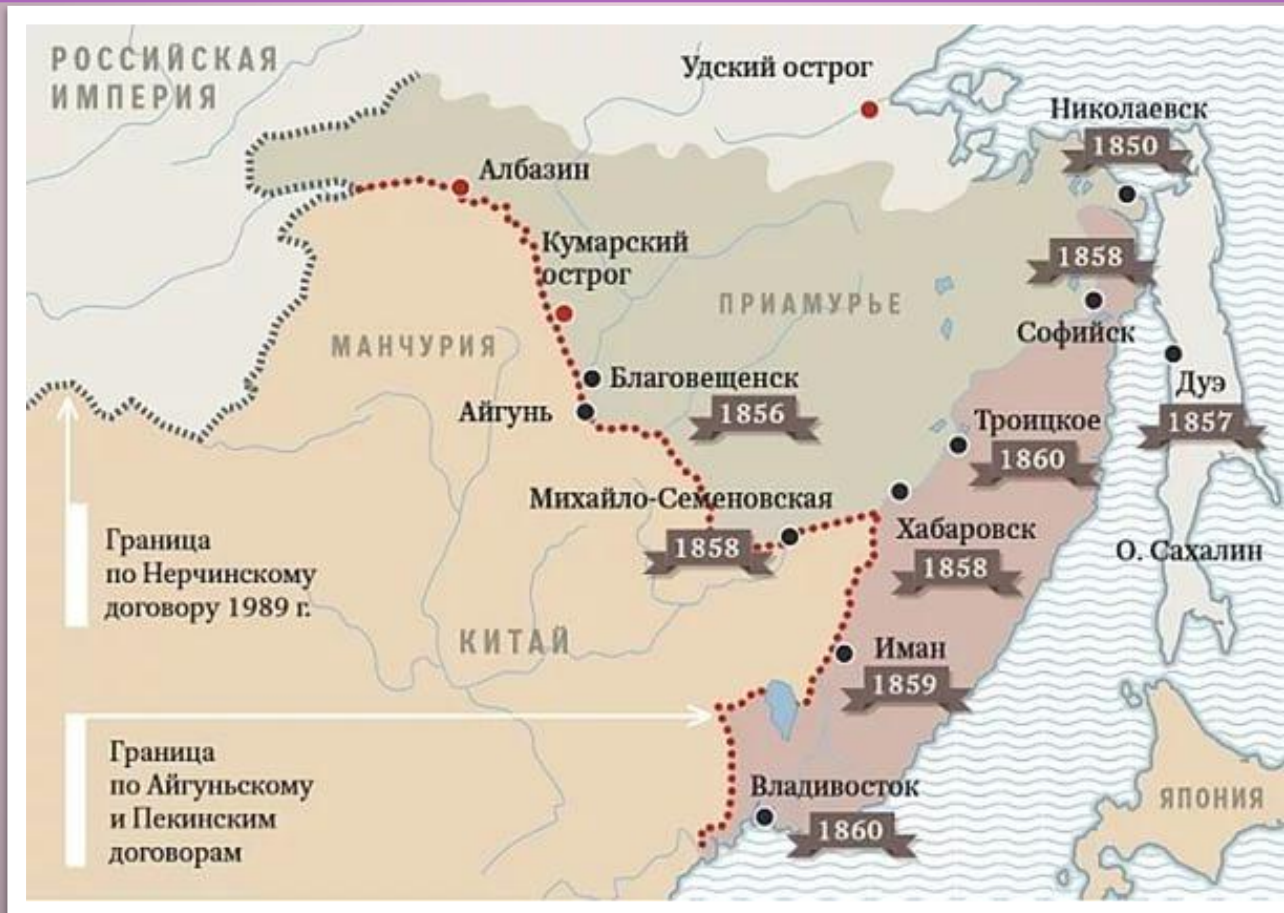 РОССИЙСКАЯ
ИМПЕРИЯ
Удский острог
Николаевск
1850
Албазин
Кумарский
острог
1858
ПРИАМУРЬЕ
Софийск
МАНЧУРИЯ
Благовещенск
1856
Айгунь
Дуэ
1857
Троицкое
1860
Михайло-Семеновская
1858
Хабаровск
1858
О. Сахалин
Граница
по Нерчинскому
договору 1989 г.
КИТАЙ
Иман
1859
Граница
по Айгуньскому
и Пекинским
договорам
Владивосток
1860
ЯПОНИЯ